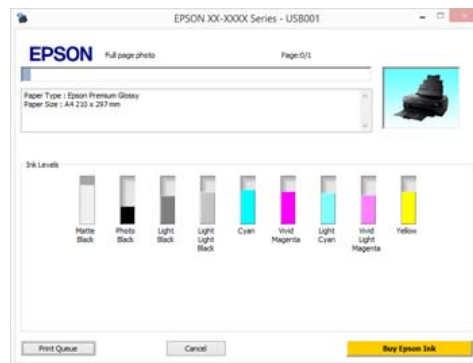 EPSON XX-XXXX Series - USB001
EPSON
Full page photo
Page:0/1
Paper Type : Epson Premium Glossy
Paper Size : A4 210 x 297 mm
Ink Levels
Matte
Black
Photo
Black
Light
Black
Light
Light
Black
Cyan
Vivid
Magenta
Light
Cyan
Vivid
Light
Magenta
Yellow
Print Queue
Cancel
Buy Epson Ink